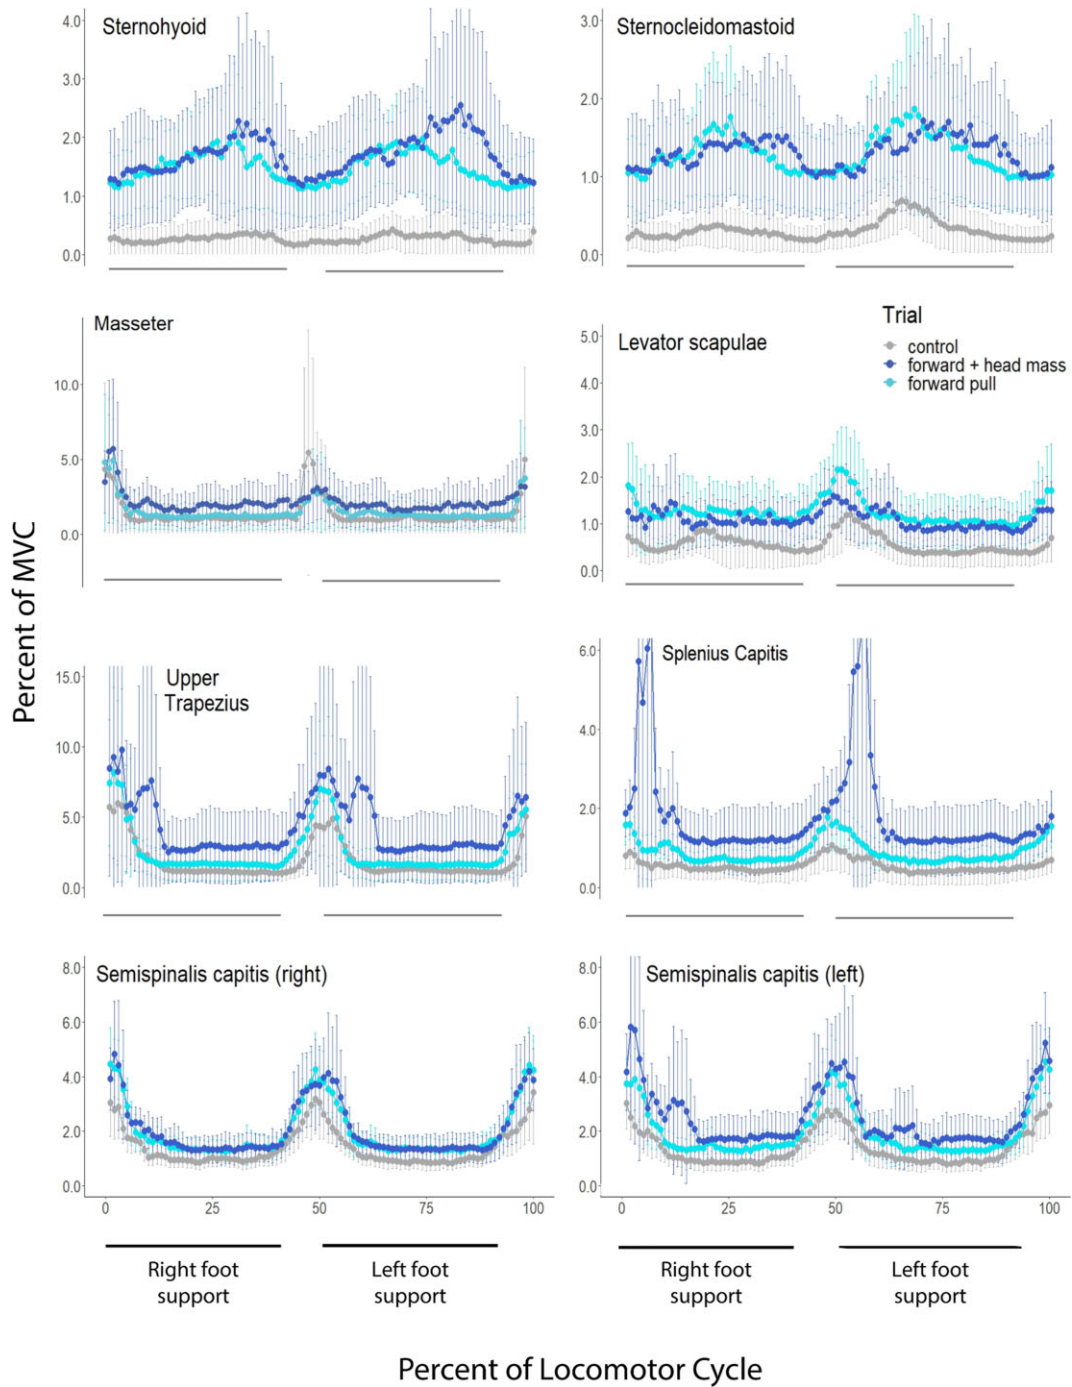 Sternohyoid
4.0
3.0
2.0
1.0
0.0
Sternocleidomastoid
3.0
2.0
1.0
0.0
Masseter
10.0
5.0
0.0
Levator scapulae
5.0
4.0
3.0
2.0
1.0
0.0
Trial
control
forward + head mass
forward pull
Percent of MVC
Upper
Trapezius
15.0
10.0
5.0
0.0
Splenius Capitis
6.0
4.0
2.0
0.0
Semispinalis capitis (right)
8.0
6.0
4.0
2.0
0.0
0 25 50 75 100
Semispinalis capitis (left)
8.0
6.0
4.0
2.0
0.0
0 25 50 75 100
Right foot
support
Left foot
support
Right foot
support
Left foot
support
Percent of Locomotor Cycle